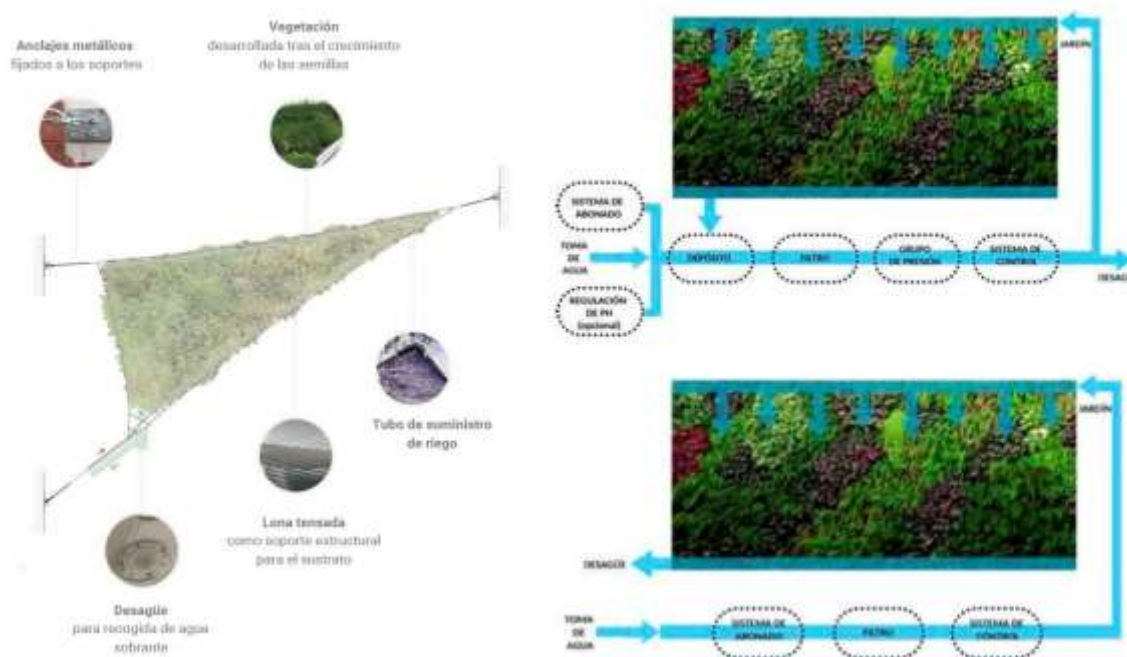 Anclajes metálicos
fijados a los soportes
Vegetación
desarrollada tras el crecimiento
de las semillas
Tubo de suministro
de riego
Lona tensada
como soporte estructural
para el sustrato
Desagüe
para recogida de agua
sobrante
JARDÍN
SISTEMA DE
ABONADO
TOMA
DE
AGUA
REGULACIÓN
DE PH
(opcional)
DEPÓSITO
FILTRO
GRUPO
DE PRESIÓN
SISTEMA DE
CONTROL
JARDÍN
DESAGÜE
TOMA
DE
AGUA
SISTEMA DE
ABONADO
FILTRO
SISTEMA DE
CONTROL